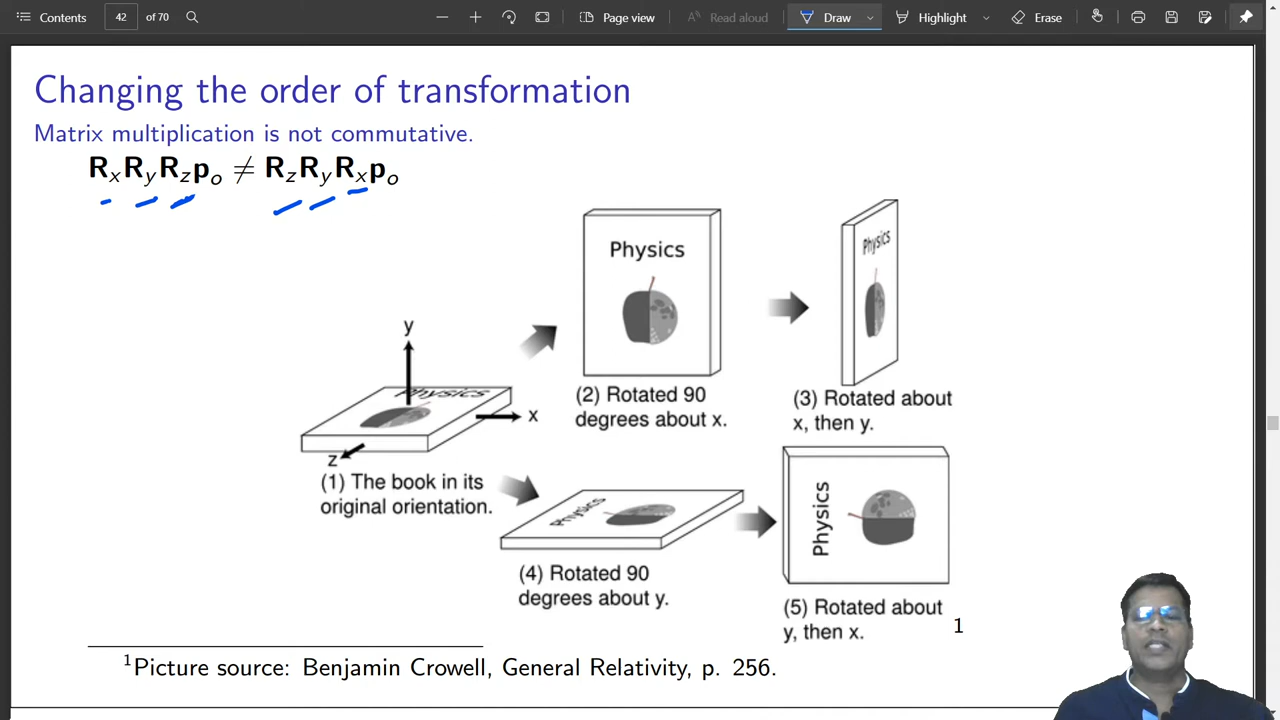 Contents 42 of 70 Page view Read aloud Draw Highlight Erase
Changing the order of transformation
Matrix multiplication is not commutative.
RxRyRzpo ≠ RzRyRxpo
Physics
Physics
y
Physics
x
z
(2) Rotated 90
degrees about x.
(3) Rotated about
x, then y.
(1) The book in its
original orientation.
Physics
Physics
(4) Rotated 90
degrees about y.
(5) Rotated about
y, then x.
1
1Picture source: Benjamin Crowell, General Relativity, p. 256.